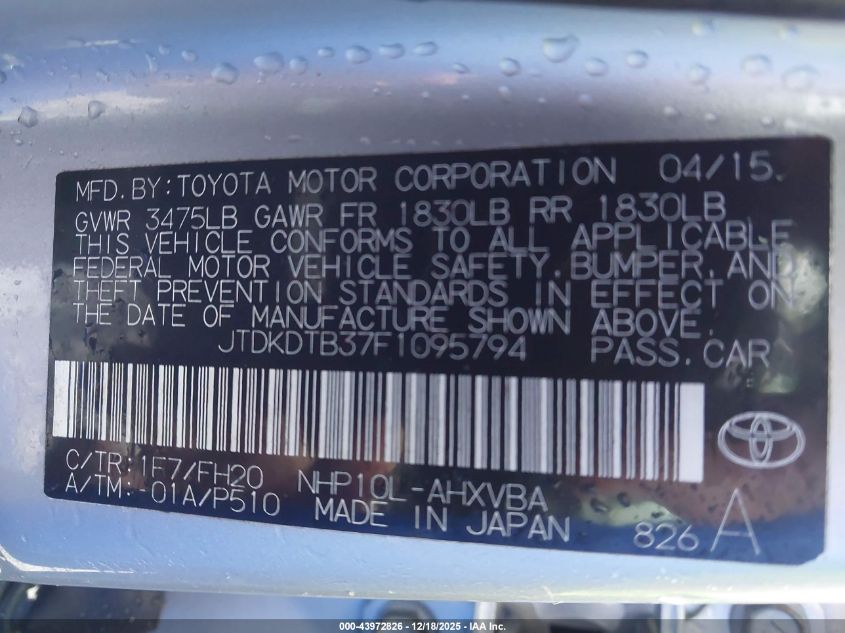 MFD. BY: TOYOTA MOTOR CORPORATION 04/15
GVWR 3475LB GAWR FR 1830LB RR 1830LB
THIS VEHICLE CONFORMS TO ALL APPLICABLE
FEDERAL MOTOR VEHICLE SAFETY, BUMPER, AND
THEFT PREVENTION STANDARDS IN EFFECT ON
THE DATE OF MANUFACTURE SHOWN ABOVE.
JTDKDTB37F1095794 PASS. CAR
C/TR: 1F7/FH20 NHP10L-AHXVBA
A/TM: -01A/P510 MADE IN JAPAN 826 A
000-43972826 - 12/18/2025 - IAA Inc.